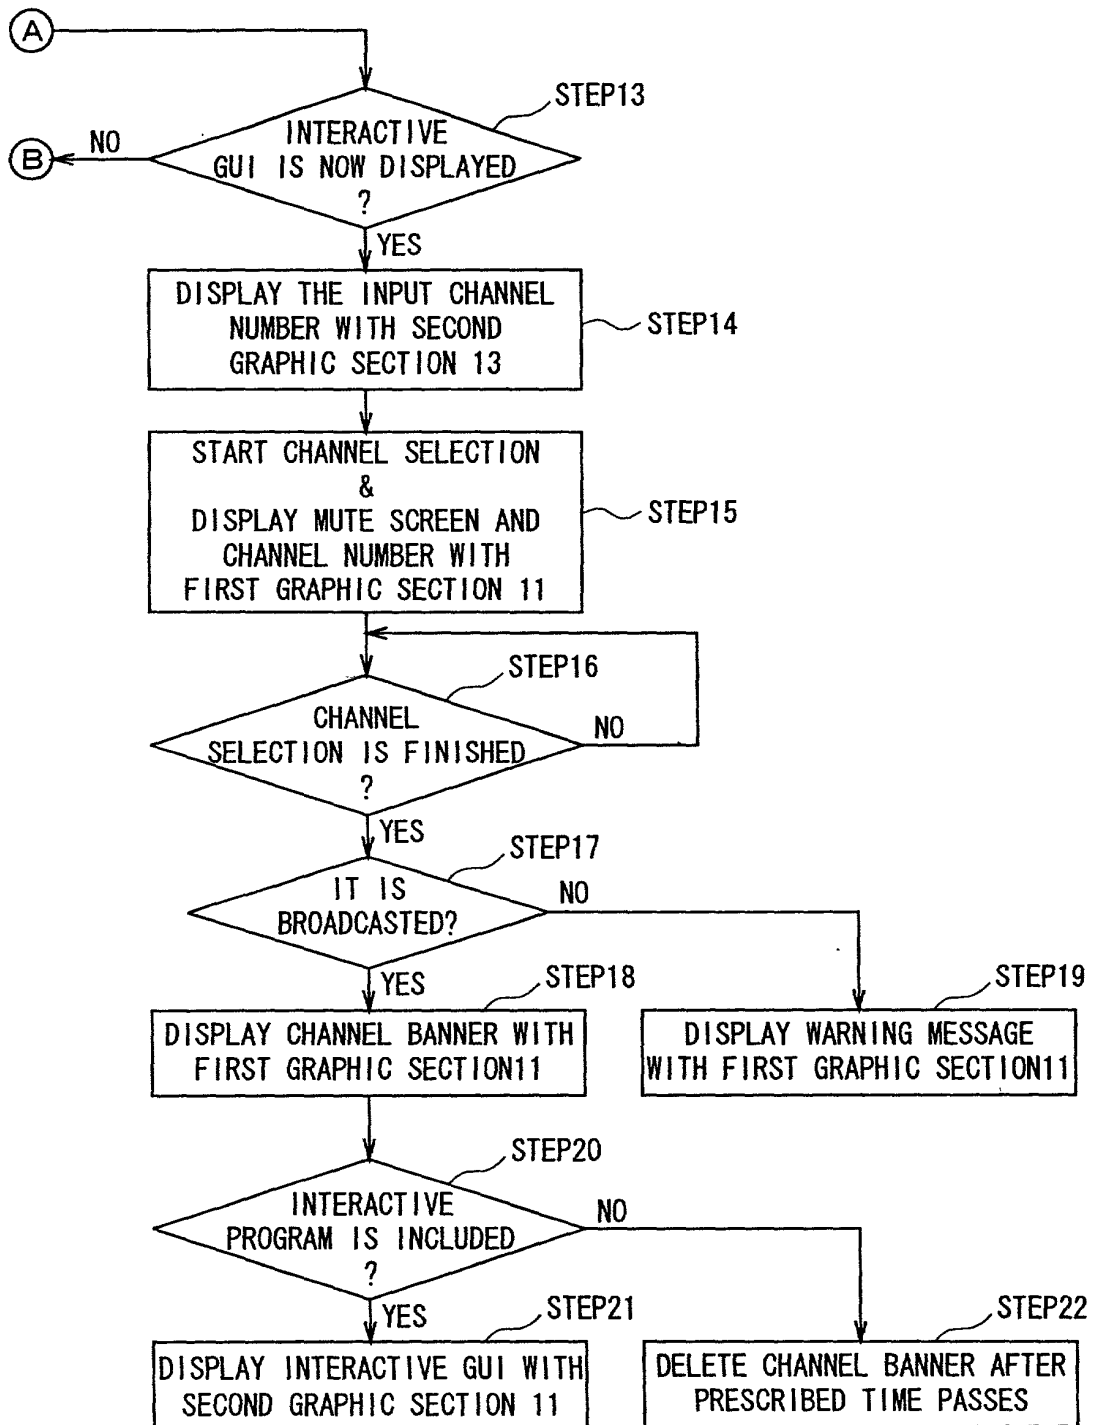 A
STEP13
INTERACTIVE
GUI IS NOW DISPLAYED
?
NO
B
YES
DISPLAY THE INPUT CHANNEL
NUMBER WITH SECOND
GRAPHIC SECTION 13
STEP14
START CHANNEL SELECTION
&
DISPLAY MUTE SCREEN AND
CHANNEL NUMBER WITH
FIRST GRAPHIC SECTION 11
STEP15
STEP16
CHANNEL
SELECTION IS FINISHED
?
NO
YES
STEP17
IT IS
BROADCASTED?
NO
YES
STEP18
DISPLAY CHANNEL BANNER WITH
FIRST GRAPHIC SECTION11
STEP19
DISPLAY WARNING MESSAGE
WITH FIRST GRAPHIC SECTION11
STEP20
INTERACTIVE
PROGRAM IS INCLUDED
?
NO
YES
STEP21
DISPLAY INTERACTIVE GUI WITH
SECOND GRAPHIC SECTION 11
STEP22
DELETE CHANNEL BANNER AFTER
PRESCRIBED TIME PASSES